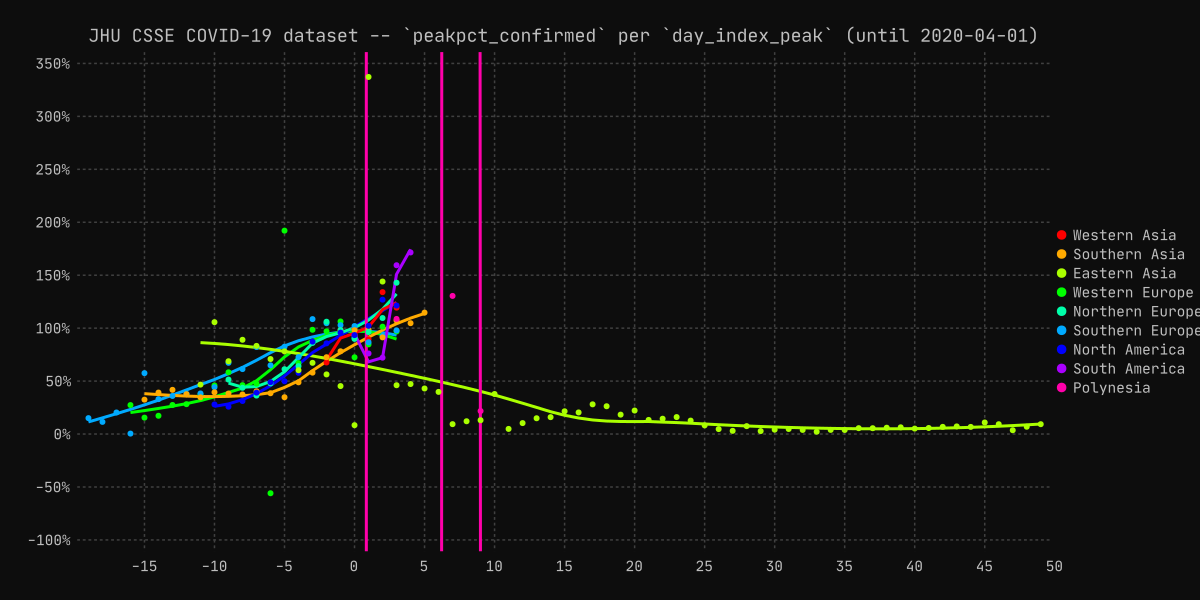 JHU CSSE COVID-19 dataset -- `peakpct_confirmed` per `day_index_peak` (until 2020-04-01)
350%
300%
250%
200%
150%
100%
50%
0%
-50%
-100%
-15
-10
-5
0
5
10
15
20
25
30
35
40
45
50
Western Asia
Southern Asia
Eastern Asia
Western Europe
Northern Europe
Southern Europe
North America
South America
Polynesia